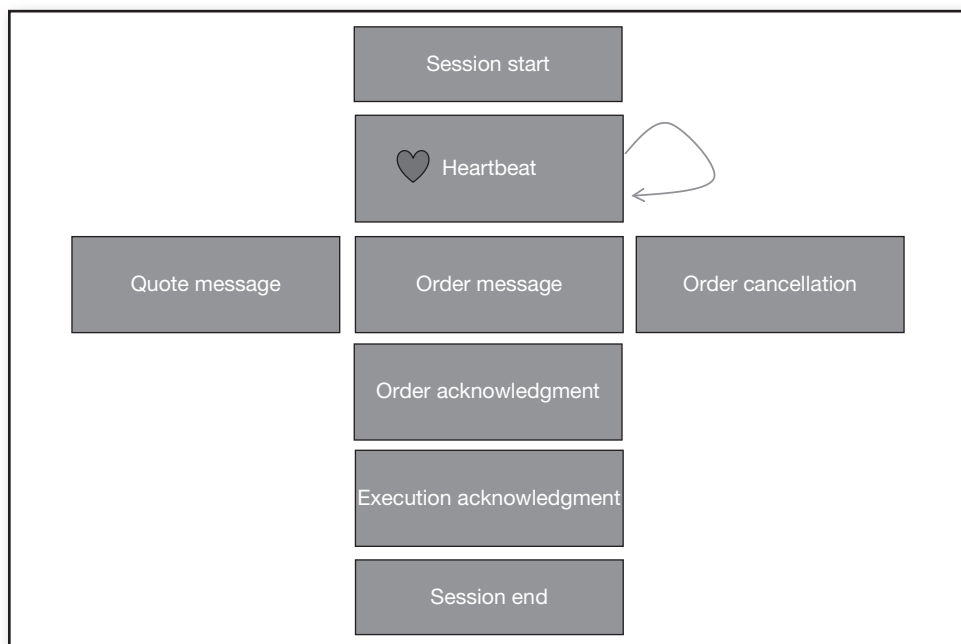 Session start
Heartbeat
Quote message
Order message
Order cancellation
Order acknowledgment
Execution acknowledgment
Session end